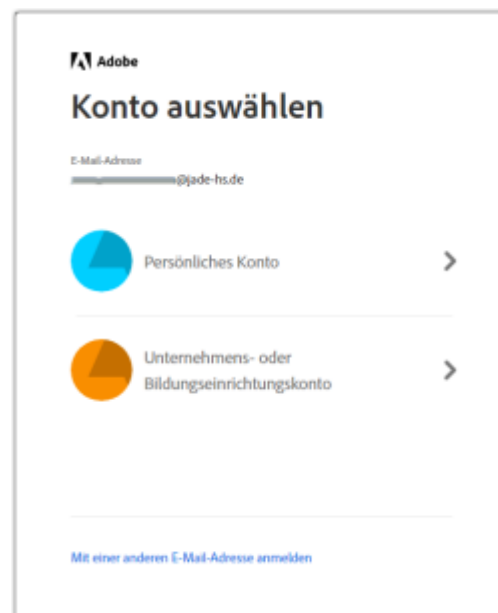 Adobe
Konto auswählen
E-Mail-Adresse
@jade-hs.de
Persönliches Konto
Unternehmens- oder
Bildungseinrichtungskonto
Mit einer anderen E-Mail-Adresse anmelden